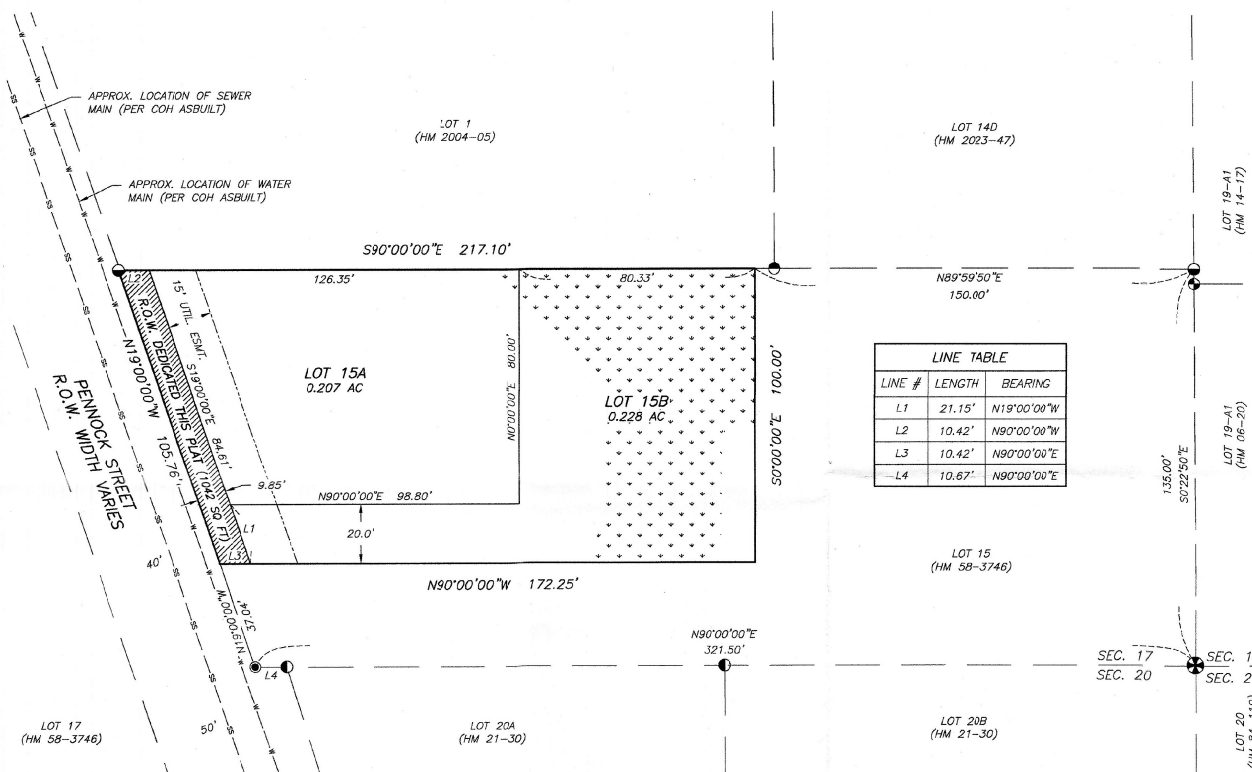 APPROX. LOCATION OF SEWER
MAIN (PER COH ASBUILT)
LOT 1
(HM 2004-05)
LOT 14D
(HM 2023-47)
LOT 19-A1
(HM 14-17)
APPROX. LOCATION OF WATER
MAIN (PER COH ASBUILT)
S90°00'00"E 217.10'
L2
126.35'
80.33'
N89°59'50"E
150.00'
15' UTIL. ESMT.
R.O.W. DEDICATED THIS PLAT (1042 SQ FT)
N19°00'00"W 105.76'
S19°00'00"E 84.61'
LOT 15A
0.207 AC
N0°00'00"E 80.00'
LOT 15B
0.228 AC
S0°00'00"E 100.00'
LINE TABLE
LINE # LENGTH BEARING
L1 21.15' N19°00'00"W
L2 10.42' N90°00'00"W
L3 10.42' N90°00'00"E
L4 10.67' N90°00'00"E
LOT 19-A1
(HM 06-20)
135.00'
S0°22'50"E
PENNOCK STREET
R.O.W. WIDTH VARIES
9.85'
N90°00'00"E 98.80'
L1
20.0'
L3
40'
N90°00'00"W 172.25'
LOT 15
(HM 58-3746)
37.04'
N19°00'00"W
L4
N90°00'00"E
321.50'
SEC. 17
SEC. 20
SEC. 1
SEC. 2
50'
LOT 17
(HM 58-3746)
LOT 20A
(HM 21-30)
LOT 20B
(HM 21-30)
LOT 20
W
SS